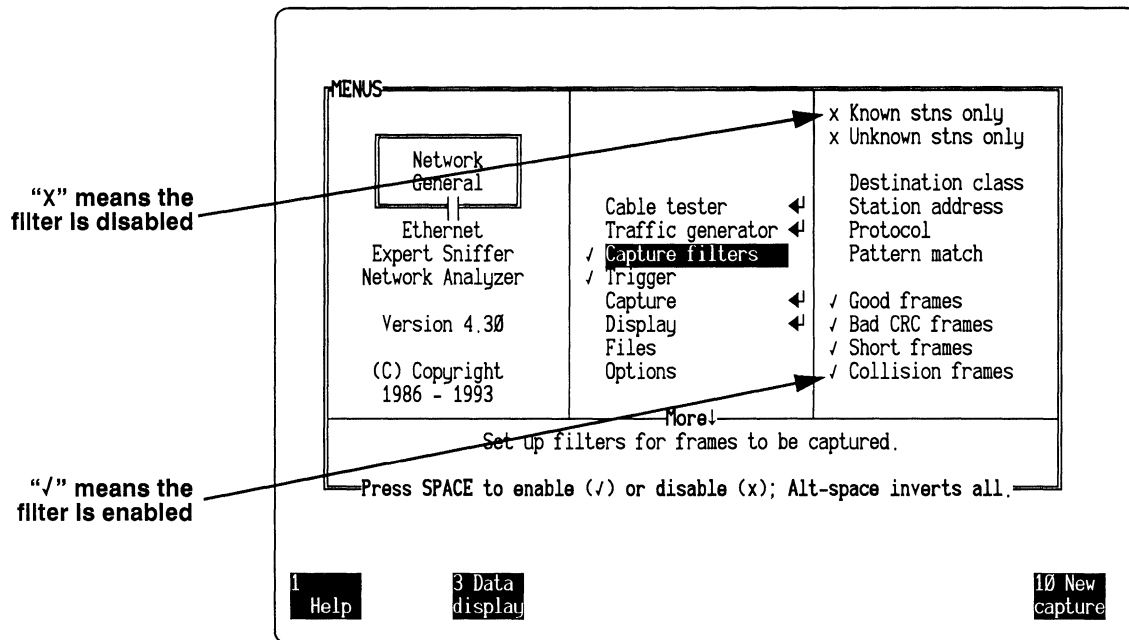 MENUS
Network
General
Ethernet
Expert Sniffer
Network Analyzer
Version 4.30
(C) Copyright
1986 - 1993
Cable tester ↵
Traffic generator ↵
√ Capture filters
√ Trigger
Capture ↵
Display ↵
Files
Options
More↓
x Known stns only
x Unknown stns only
Destination class
Station address
Protocol
Pattern match
√ Good frames
√ Bad CRC frames
√ Short frames
√ Collision frames
Set up filters for frames to be captured.
Press SPACE to enable (√) or disable (x); Alt-space inverts all.
"X" means the
filter is disabled
"√" means the
filter is enabled
1
Help
3 Data
display
10 New
capture